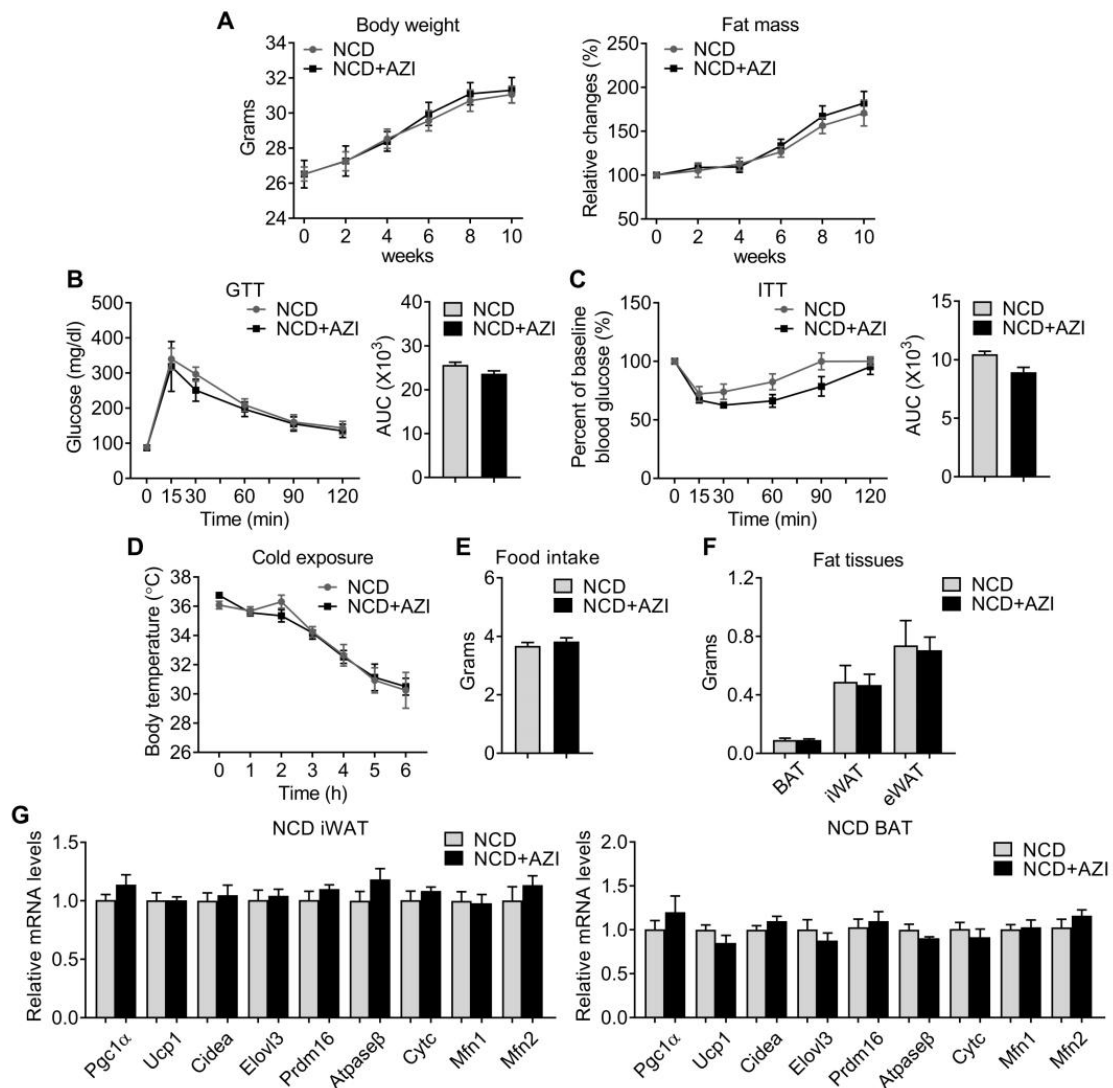 A
Body weight
NCD
NCD+AZI
Grams
32
30
28
26
24
0 2 4 6 8 10
weeks
Fat mass
NCD
NCD+AZI
Relative changes (%)
250
200
150
100
50
0 2 4 6 8 10
weeks
B
GTT
NCD
NCD+AZI
Glucose (mg/dl)
500
400
300
200
100
0
0 15 30 60 90 120
Time (min)
NCD
NCD+AZI
AUC (X10³)
40
30
20
10
0
C
ITT
NCD
NCD+AZI
Percent of baseline
blood glucose (%)
150
100
50
0
0 15 30 60 90 120
Time (min)
NCD
NCD+AZI
AUC (X10³)
15
10
5
0
D
Cold exposure
NCD
NCD+AZI
Body temperature (°C)
38
36
34
32
30
28
26
0 1 2 3 4 5 6
Time (h)
E
Food intake
NCD
NCD+AZI
Grams
6
4
2
0
F
Fat tissues
NCD
NCD+AZI
Grams
1.2
0.8
0.4
0.0
BAT iWAT eWAT
G
NCD iWAT
NCD
NCD+AZI
Relative mRNA levels
1.5
1.0
0.5
0.0
Pgc1α Ucp1 Cidea Elovl3 Prdm16 Atpaseβ Cytc Mfn1 Mfn2
NCD BAT
NCD
NCD+AZI
Relative mRNA levels
2.0
1.5
1.0
0.5
0.0
Pgc1α Ucp1 Cidea Elovl3 Prdm16 Atpaseβ Cytc Mfn1 Mfn2